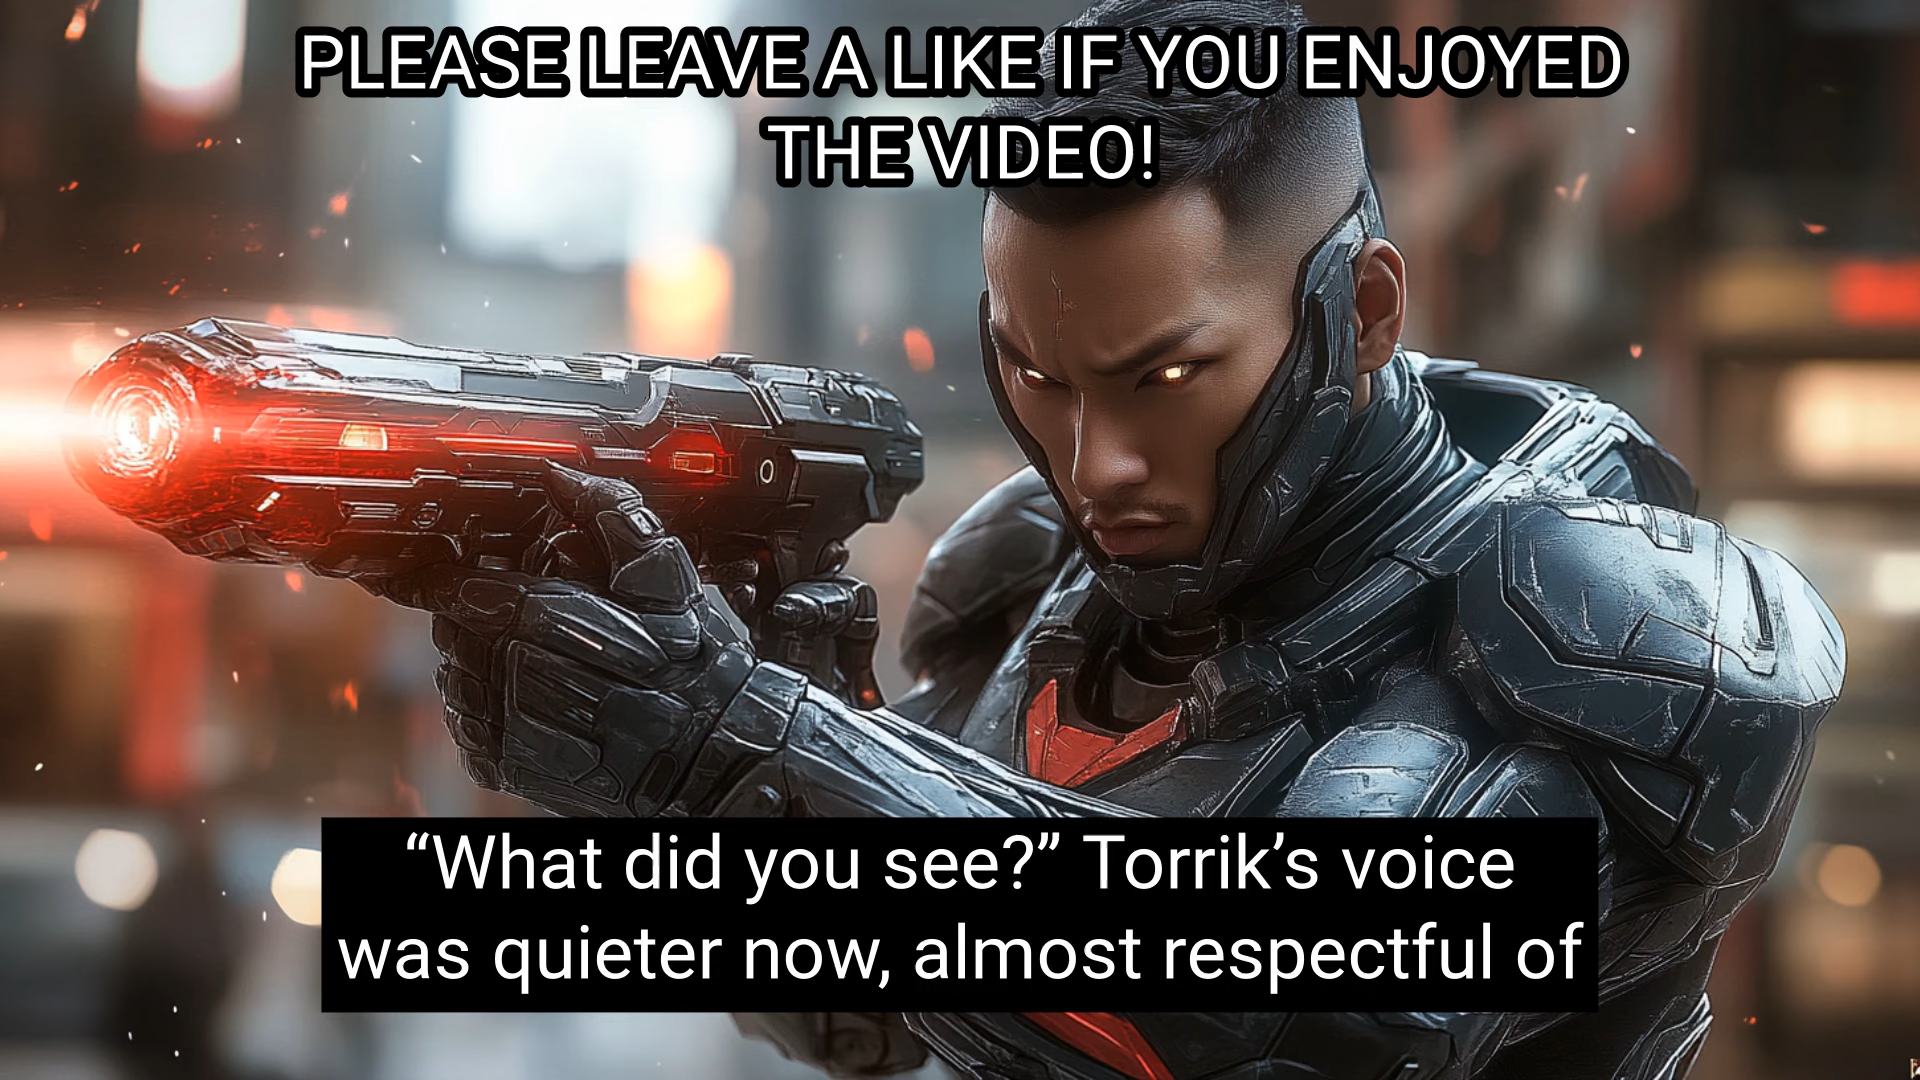 PLEASE LEAVE A LIKE IF YOU ENJOYED
THE VIDEO!
“What did you see?” Torrik’s voice
was quieter now, almost respectful of